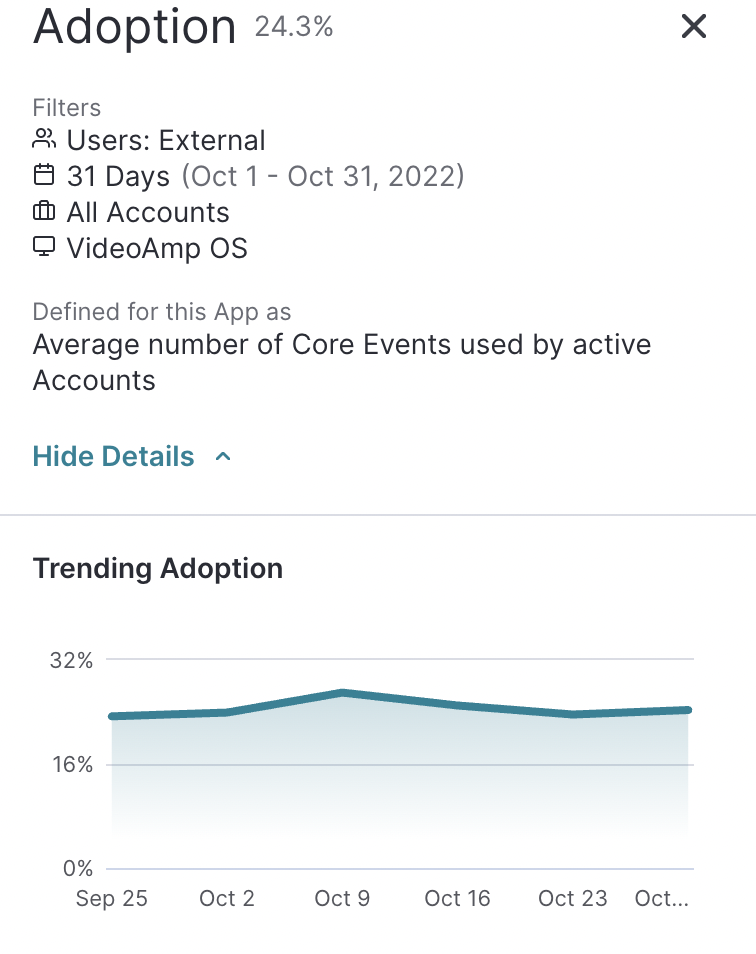 Adoption 24.3%
Filters
Users: External
31 Days (Oct 1 - Oct 31, 2022)
All Accounts
VideoAmp OS
Defined for this App as
Average number of Core Events used by active
Accounts
Hide Details
Trending Adoption
32%
16%
0%
Sep 25 Oct 2 Oct 9 Oct 16 Oct 23 Oct...